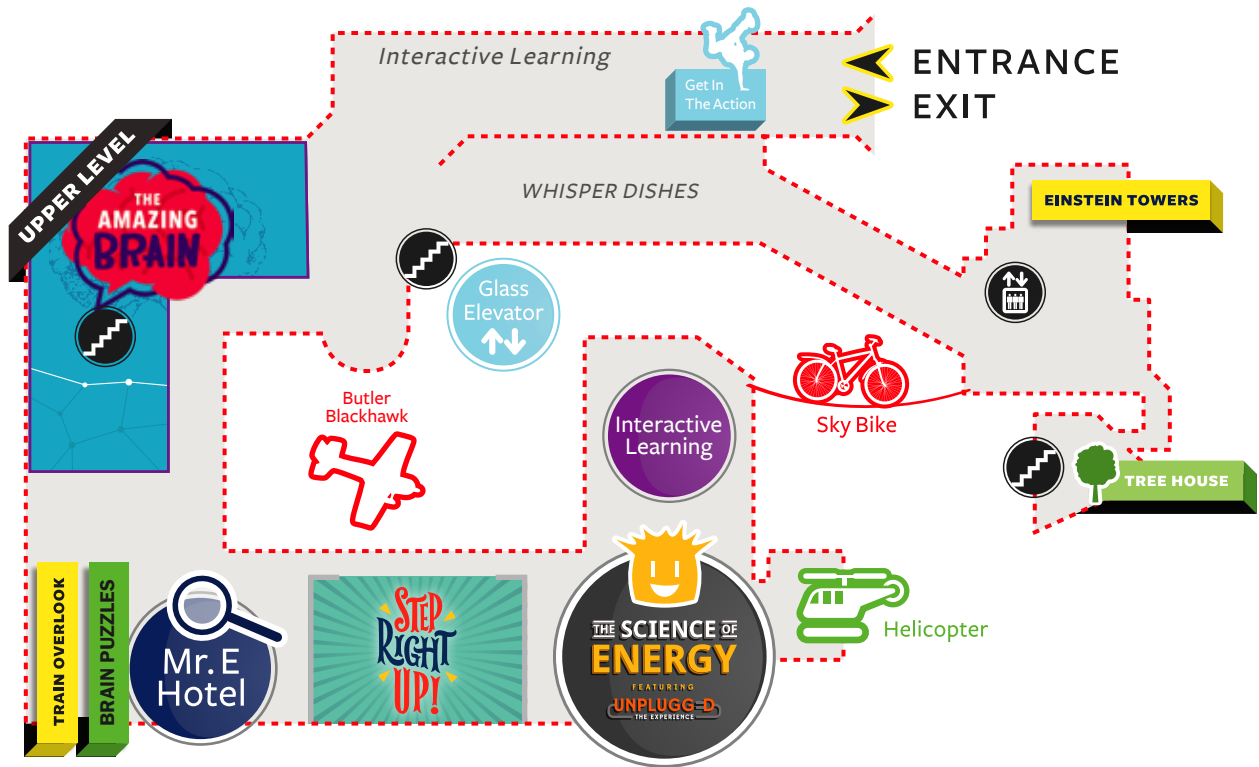 Interactive Learning
Get In
The Action
ENTRANCE
EXIT
UPPER LEVEL
THE
AMAZING
BRAIN
WHISPER DISHES
EINSTEIN TOWERS
Glass
Elevator
Butler
Blackhawk
Interactive
Learning
Sky Bike
TREE HOUSE
TRAIN OVERLOOK
BRAIN PUZZLES
Mr. E
Hotel
STEP
RIGHT
UP!
THE SCIENCE OF
ENERGY
FEATURING
UNPLUGG-D
THE EXPERIENCE
Helicopter